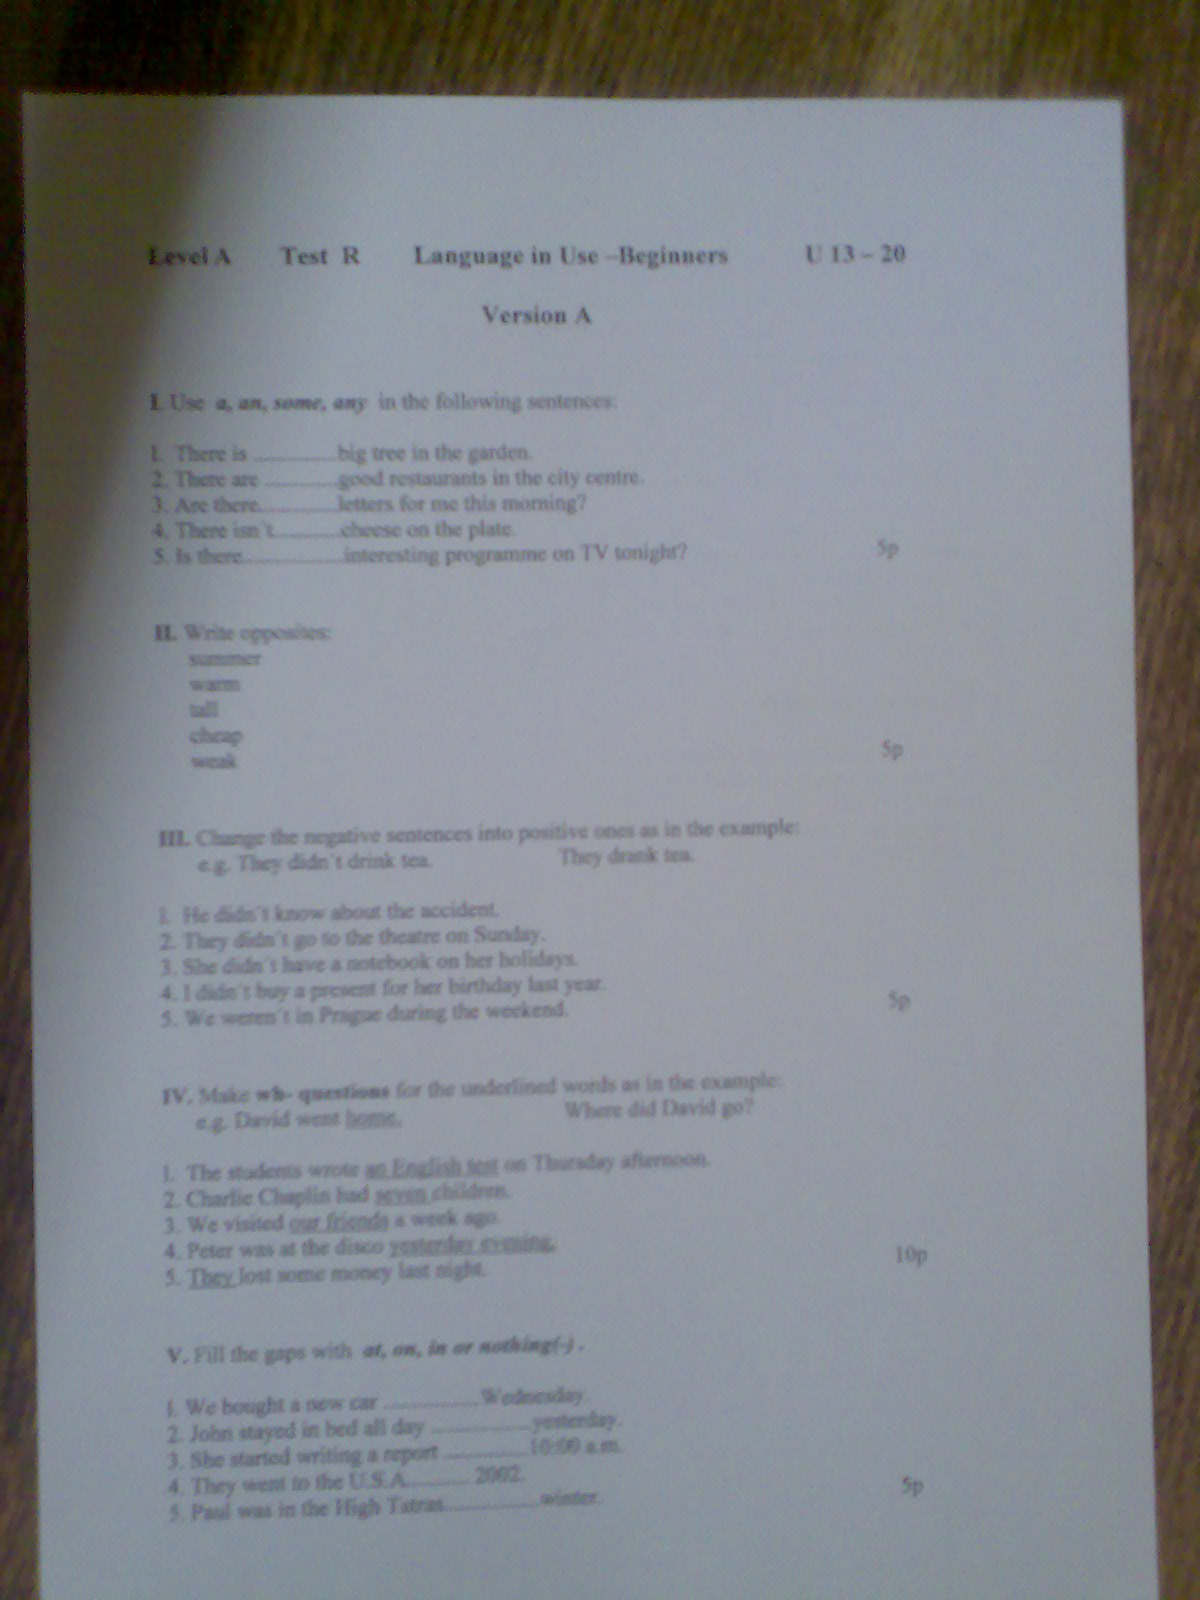 Level A Test R Language in Use –Beginners U 13 – 20
Version A
I. Use a, an, some, any in the following sentences:
1. There is ............... big tree in the garden.
2. There are ............... good restaurants in the city centre.
3. Are there............... letters for me this morning?
4. There isn´t............... cheese on the plate.
5. Is there............... interesting programme on TV tonight? 5p
II. Write opposites:
summer
warm
tall
cheap
weak 5p
III. Change the negative sentences into positive ones as in the example:
e.g. They didn´t drink tea. They drank tea.
1. He didn´t know about the accident.
2. They didn´t go to the theatre on Sunday.
3. She didn´t have a notebook on her holidays.
4. I didn´t buy a present for her birthday last year.
5. We weren´t in Prague during the weekend. 5p
IV. Make wh- questions for the underlined words as in the example:
e.g. David went home. Where did David go?
1. The students wrote an English test on Thursday afternoon.
2. Charlie Chaplin had seven children.
3. We visited our friends a week ago.
4. Peter was at the disco yesterday evening.
5. They lost some money last night. 10p
V. Fill the gaps with at, on, in or nothing(-) .
1. We bought a new car ............... Wednesday.
2. John stayed in bed all day ............... yesterday.
3. She started writing a report ............... 10:00 a.m.
4. They went to the U.S.A............ 2002.
5. Paul was in the High Tatras............... winter. 5p